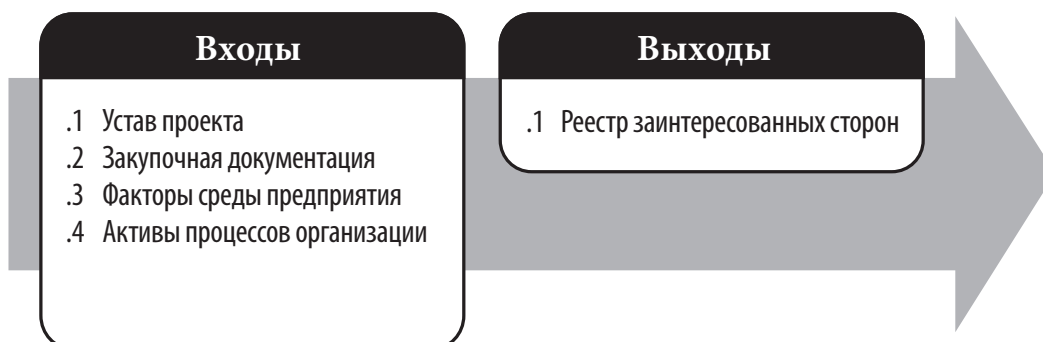 Входы
.1 Устав проекта
.2 Закупочная документация
.3 Факторы среды предприятия
.4 Активы процессов организации
Выходы
.1 Реестр заинтересованных сторон